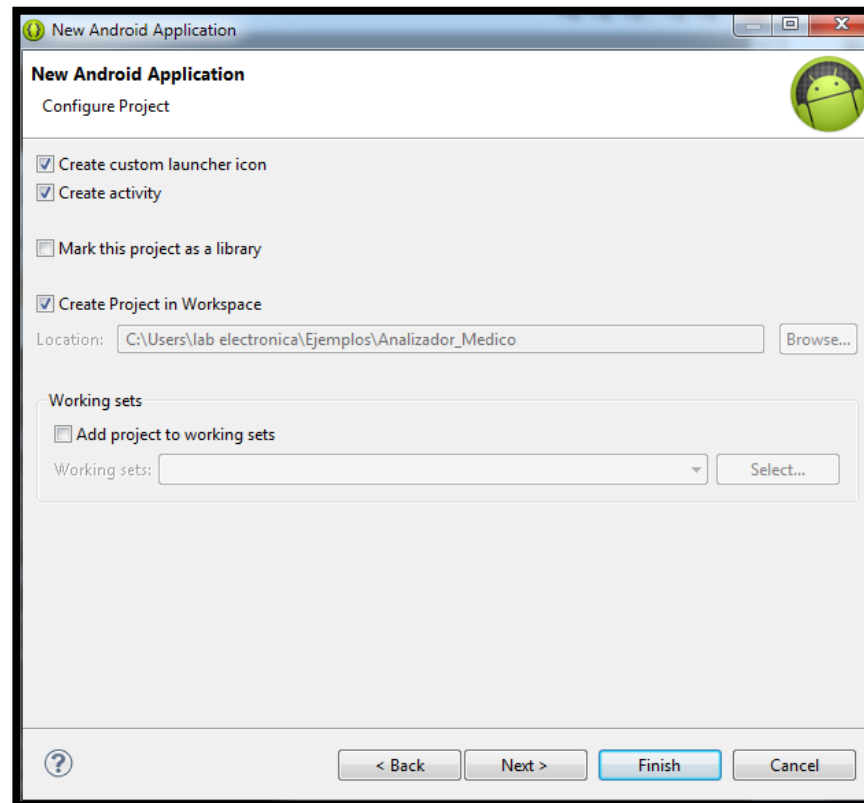 New Android Application
New Android Application
Configure Project
Create custom launcher icon
Create activity
Mark this project as a library
Create Project in Workspace
Location: C:\Users\lab electronica\Ejemplos\Analizador_Medico Browse...
Working sets
Add project to working sets
Working sets: Select...
? < Back Next > Finish Cancel